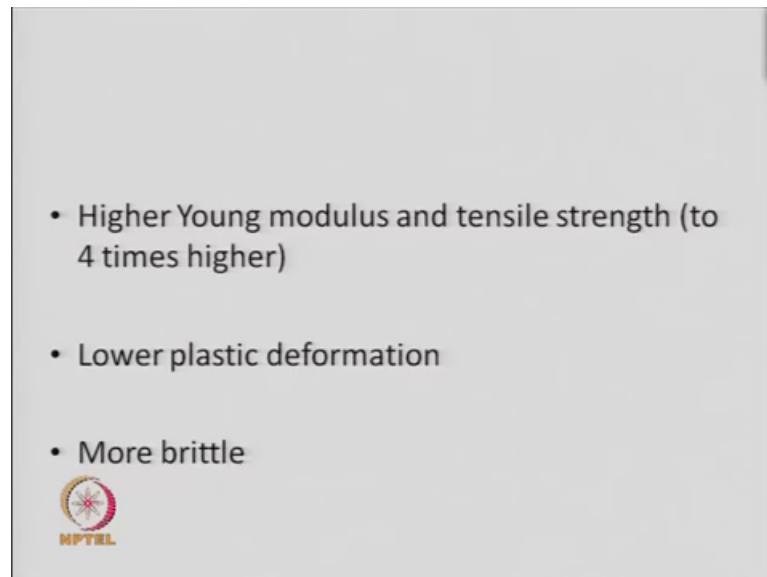 • Higher Young modulus and tensile strength (to
4 times higher)
• Lower plastic deformation
• More brittle
NPTEL